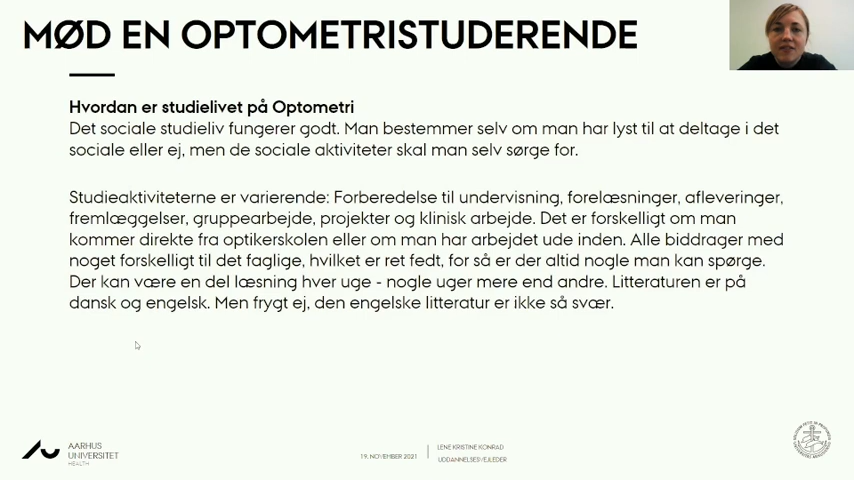 MØD EN OPTOMETRISTUDERENDE
Hvordan er studielivet på Optometri
Det sociale studieliv fungerer godt. Man bestemmer selv om man har lyst til at deltage i det
sociale eller ej, men de sociale aktiviteter skal man selv sørge for.
Studieaktiviteterne er varierende: Forberedelse til undervisning, forelæsninger, afleveringer,
fremlæggelser, gruppearbejde, projekter og klinisk arbejde. Det er forskelligt om man
kommer direkte fra optikerskolen eller om man har arbejdet ude inden. Alle biddrager med
noget forskelligt til det faglige, hvilket er ret fedt, for så er der altid nogle man kan spørge.
Der kan være en del læsning hver uge - nogle uger mere end andre. Litteraturen er på
dansk og engelsk. Men frygt ej, den engelske litteratur er ikke så svær.
AARHUS
UNIVERSITET
HEALTH
19. NOVEMBER 2021
LENE KRISTINE KONRAD